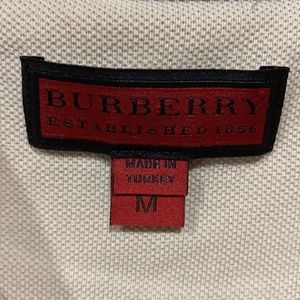 BURBERRY
ESTABLISHED 1856
MADE IN
TURKEY
M